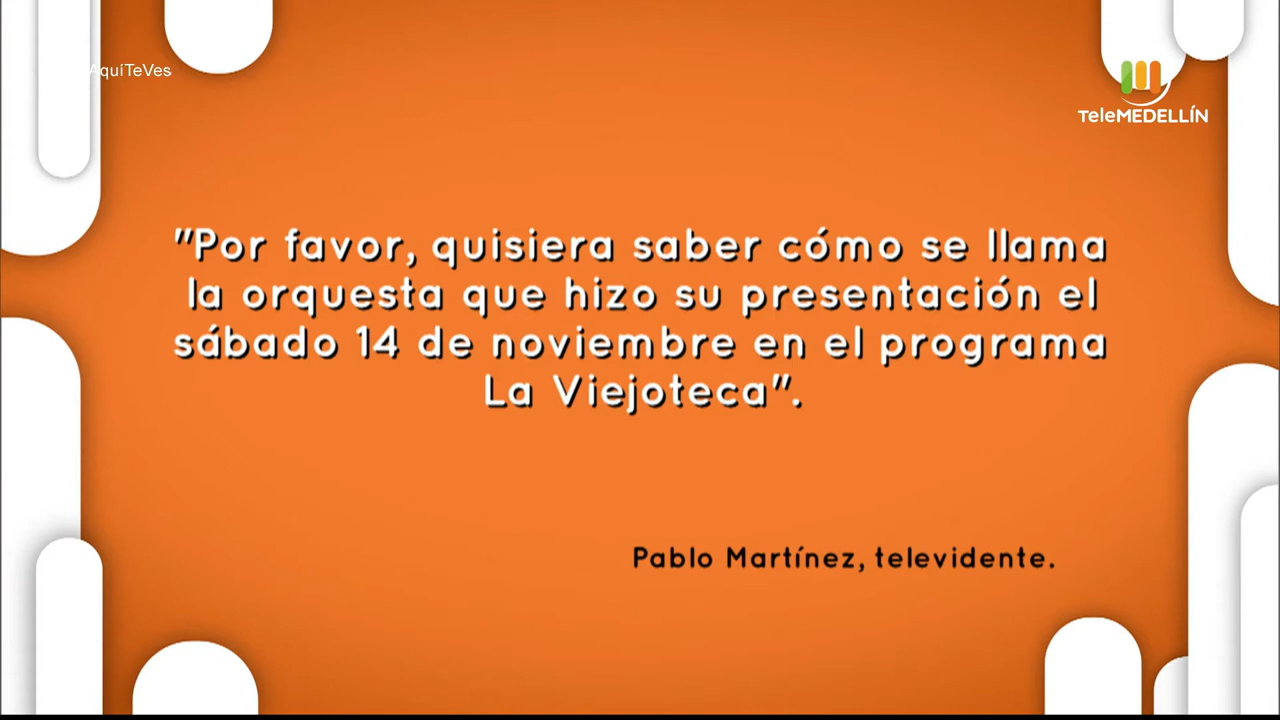 AquíTeVes
TeleMEDELLÍN
"Por favor, quisiera saber cómo se llama
la orquesta que hizo su presentación el
sábado 14 de noviembre en el programa
La Viejoteca".
Pablo Martínez, televidente.